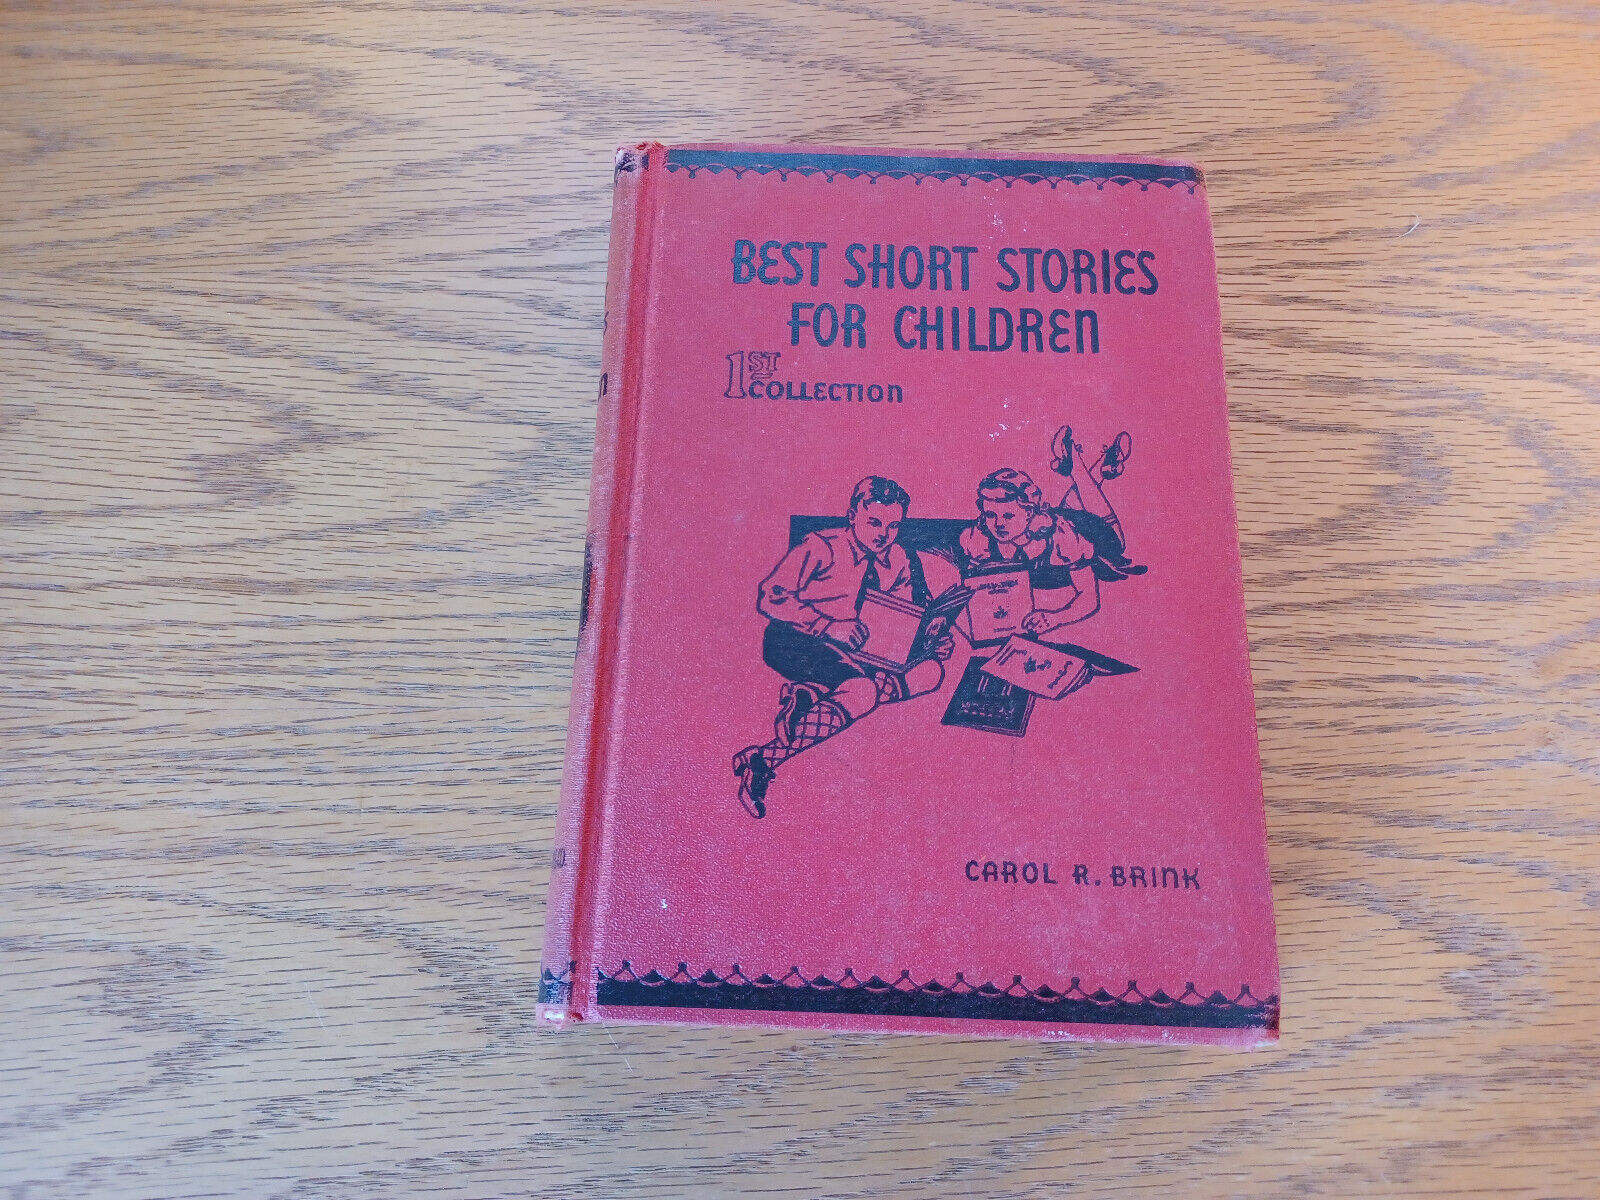 BEST SHORT STORIES
FOR CHILDREN
1ST
COLLECTION
CAROL R. BRINK